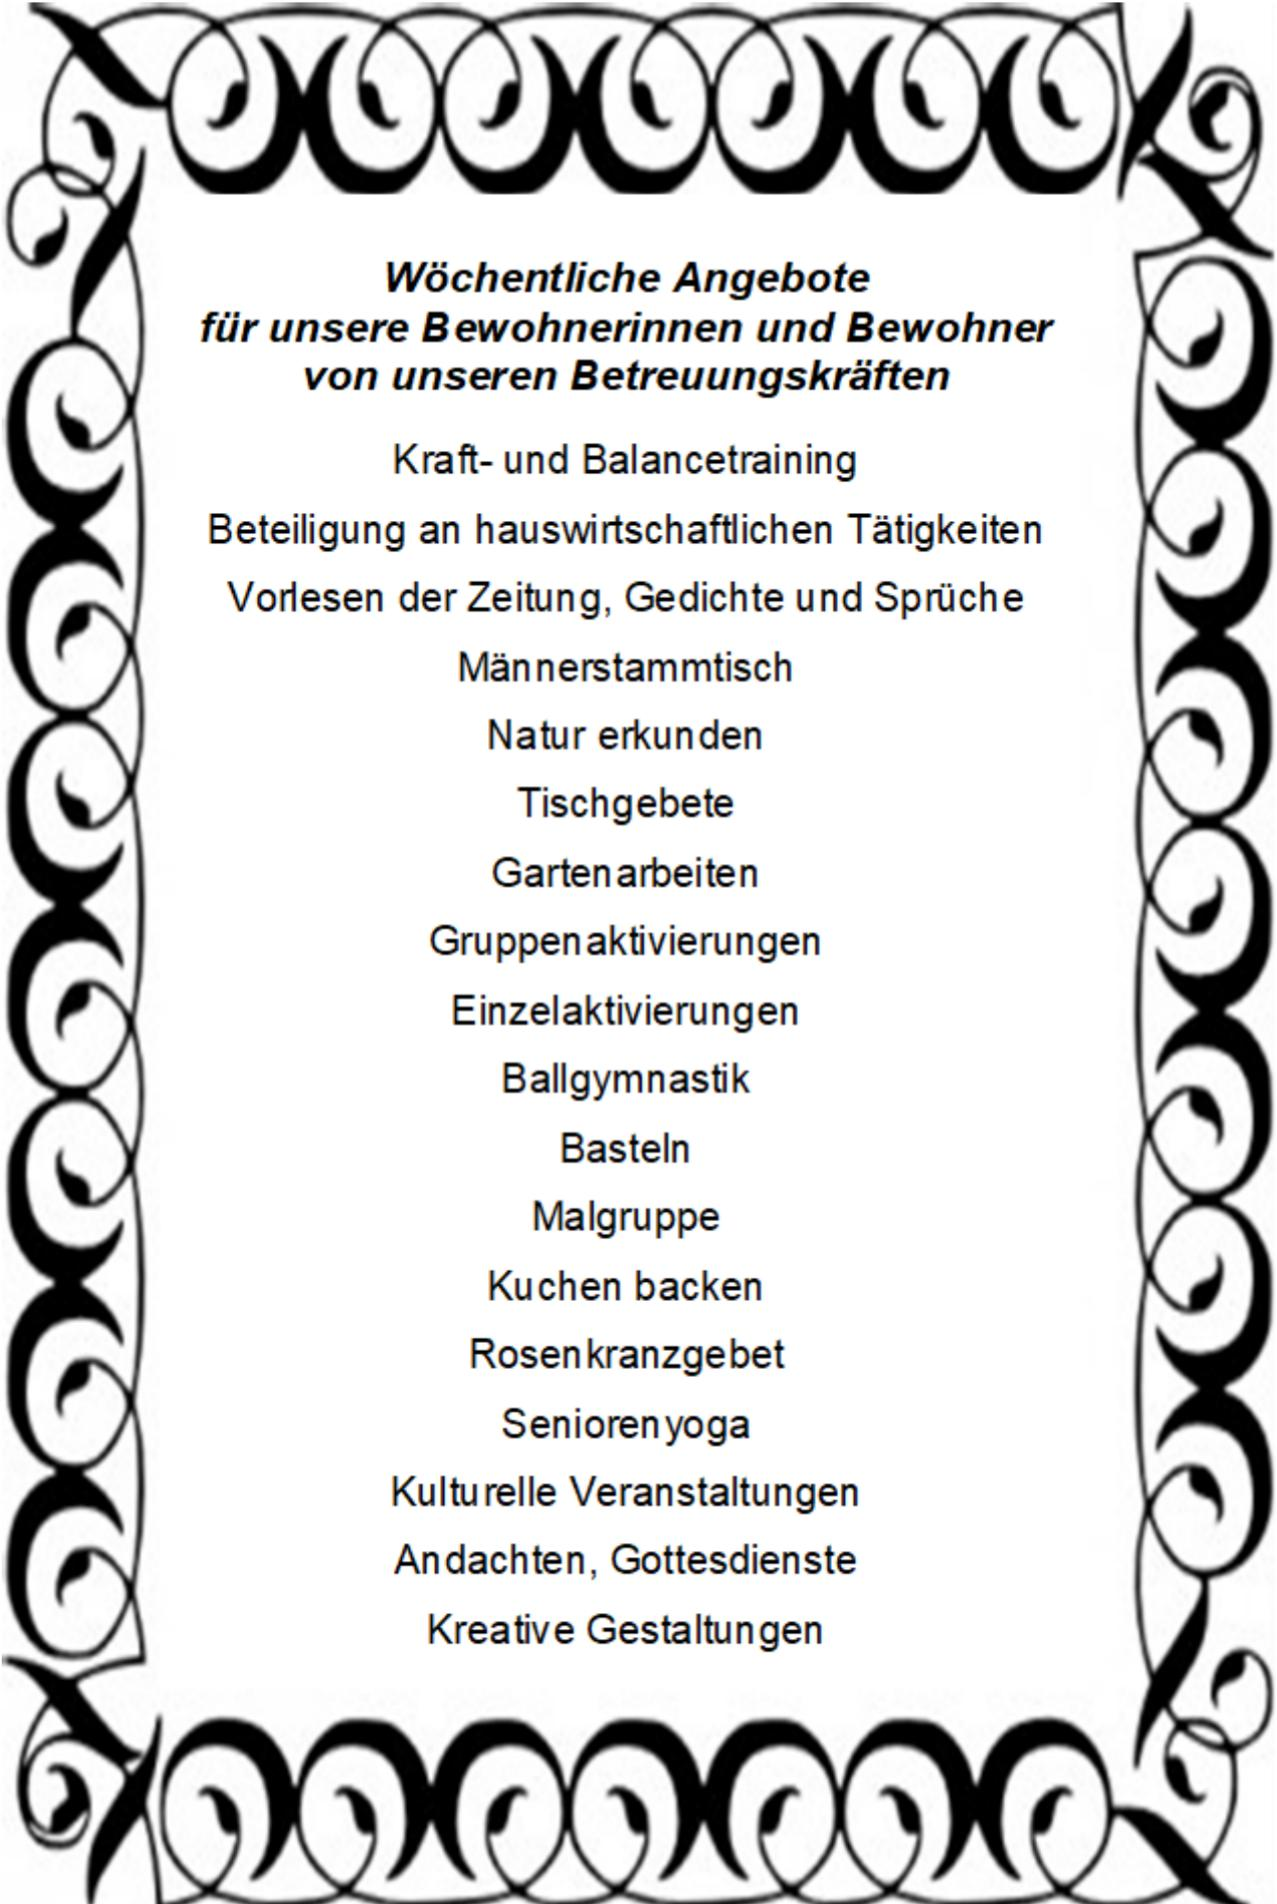 Wöchentliche Angebote
für unsere Bewohnerinnen und Bewohner
von unseren Betreuungskräften
Kraft- und Balancetraining
Beteiligung an hauswirtschaftlichen Tätigkeiten
Vorlesen der Zeitung, Gedichte und Sprüche
Männerstammtisch
Natur erkunden
Tischgebete
Gartenarbeiten
Gruppenaktivierungen
Einzelaktivierungen
Ballgymnastik
Basteln
Malgruppe
Kuchen backen
Rosenkranzgebet
Seniorenyoga
Kulturelle Veranstaltungen
Andachten, Gottesdienste
Kreative Gestaltungen